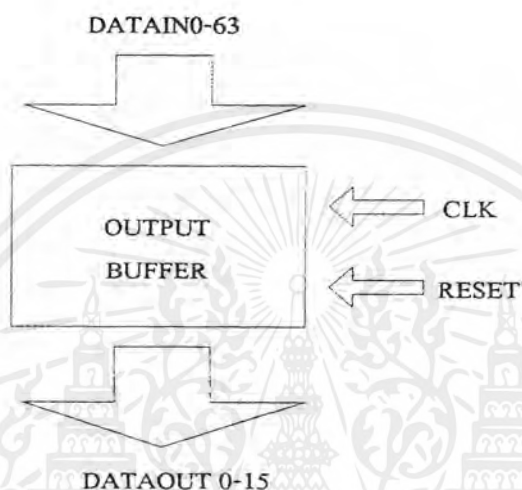 DATAIN0-63
OUTPUT
BUFFER
CLK
RESET
DATAOUT 0-15